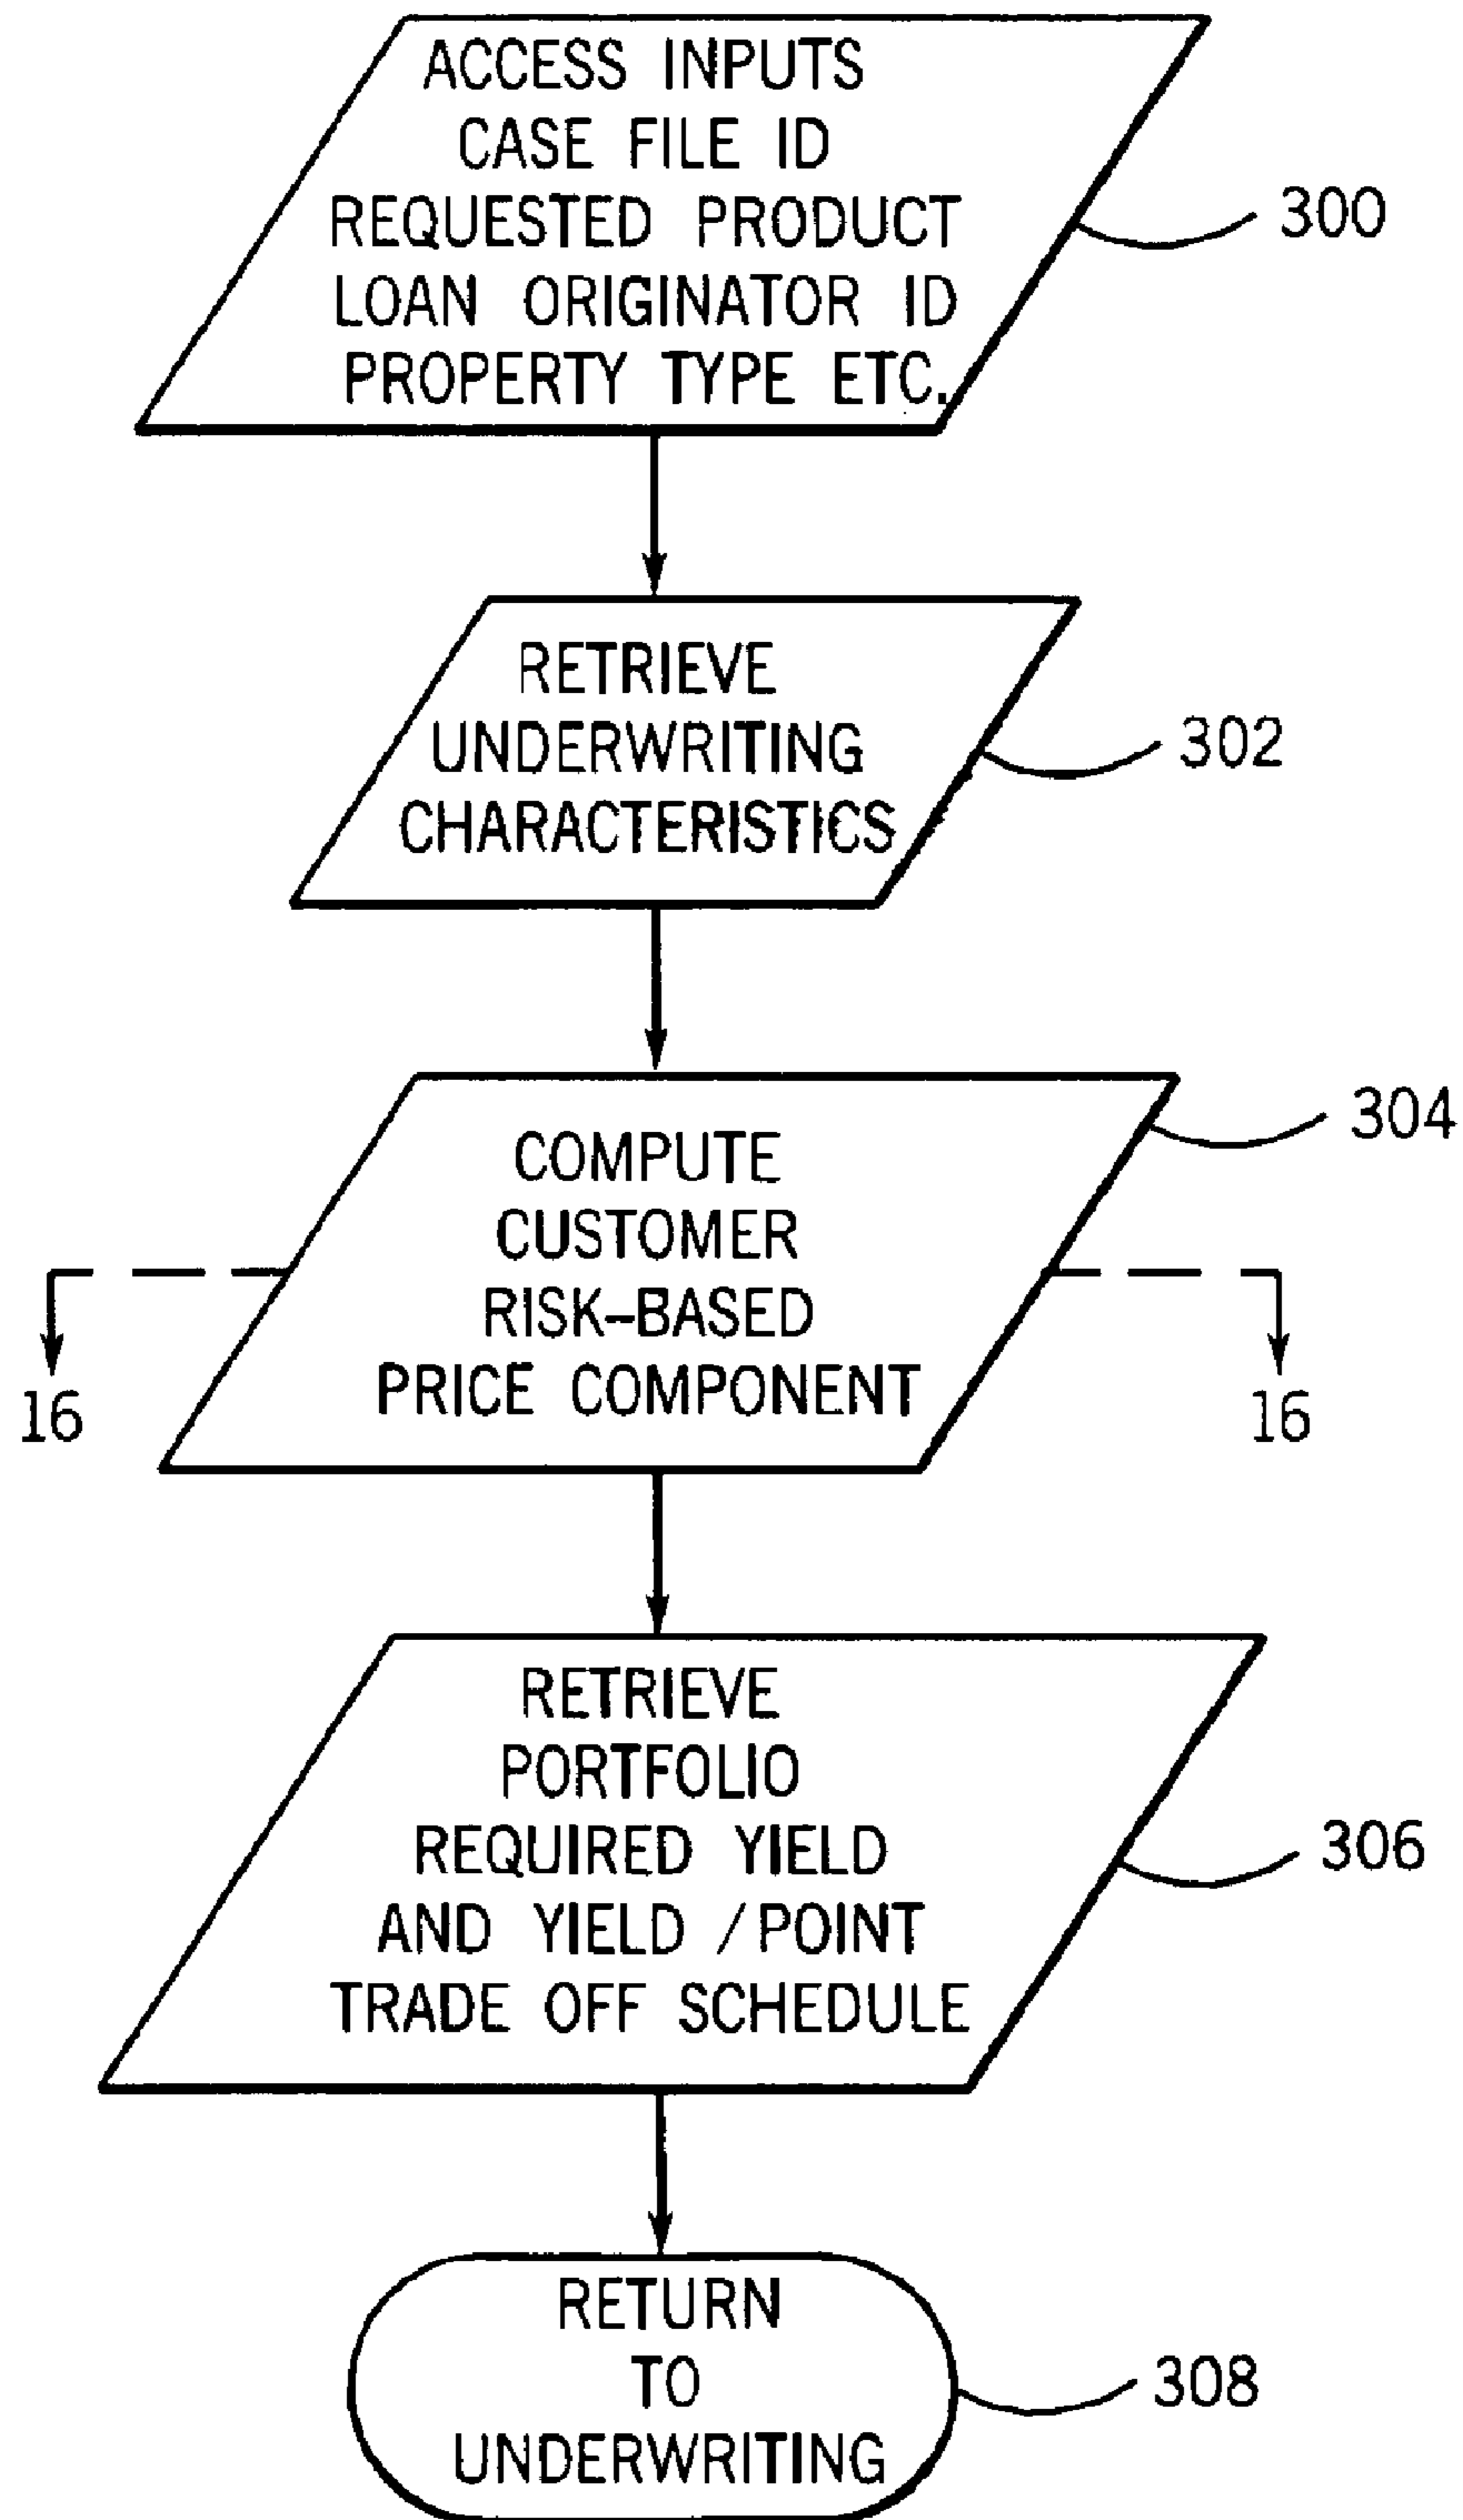 ACCESS INPUTS
CASE FILE ID
REQUESTED PRODUCT
LOAN ORIGINATOR ID
PROPERTY TYPE ETC.
300
RETRIEVE
UNDERWRITING
CHARACTERISTICS
302
COMPUTE
CUSTOMER
RISK-BASED
PRICE COMPONENT
304
16
16
RETRIEVE
PORTFOLIO
REQUIRED YIELD
AND YIELD /POINT
TRADE OFF SCHEDULE
306
RETURN
TO
UNDERWRITING
308